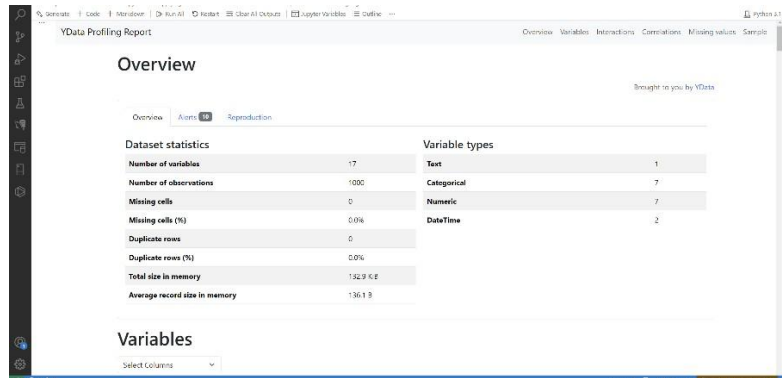 Generate + Code + Markdown Run All Restart Clear All Outputs Jupyter Variables Outline ...
YData Profiling Report
Overview Variables Interactions Correlations Missing values Sample
Overview
Brought to you by YData
Overview Alerts 10 Reproduction
Dataset statistics
Number of variables 17
Number of observations 1000
Missing cells 0
Missing cells (%) 0.0%
Duplicate rows 0
Duplicate rows (%) 0.0%
Total size in memory 132.9 KiB
Average record size in memory 136.1 B
Variable types
Text 1
Categorical 7
Numeric 7
DateTime 2
Variables
Select Columns